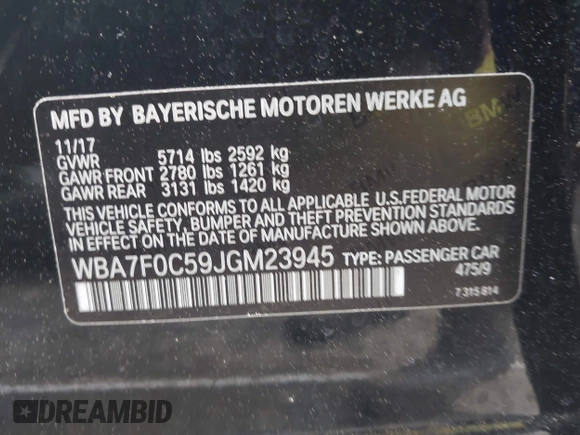 MFD BY BAYERISCHE MOTOREN WERKE AG
11/17
GVWR 5714 lbs 2592 kg
GAWR FRONT 2780 lbs 1261 kg
GAWR REAR 3131 lbs 1420 kg
THIS VEHICLE CONFORMS TO ALL APPLICABLE U.S.FEDERAL MOTOR
VEHICLE SAFETY, BUMPER AND THEFT PREVENTION STANDARDS
IN EFFECT ON THE DATE OF MANUFACTURE SHOWN ABOVE.
WBA7F0C59JGM23945 TYPE: PASSENGER CAR
475/9
7 315 814
DREAMBID